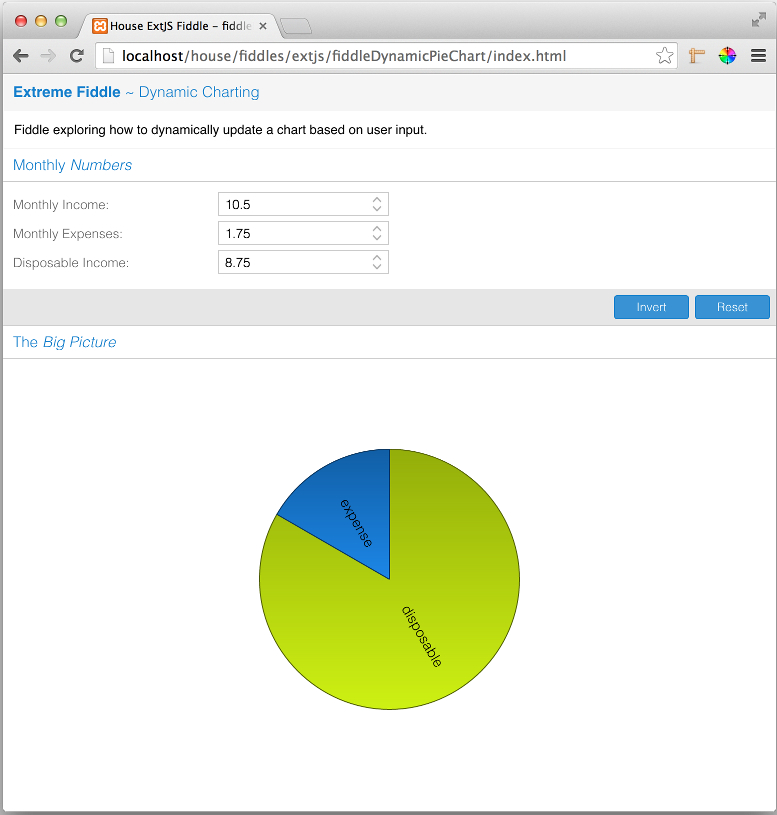 House ExtJS Fiddle – fiddle
localhost/house/fiddles/extjs/fiddleDynamicPieChart/index.html
Extreme Fiddle ~ Dynamic Charting
Fiddle exploring how to dynamically update a chart based on user input.
Monthly Numbers
Monthly Income: 10.5
Monthly Expenses: 1.75
Disposable Income: 8.75
Invert Reset
The Big Picture
expense
disposable